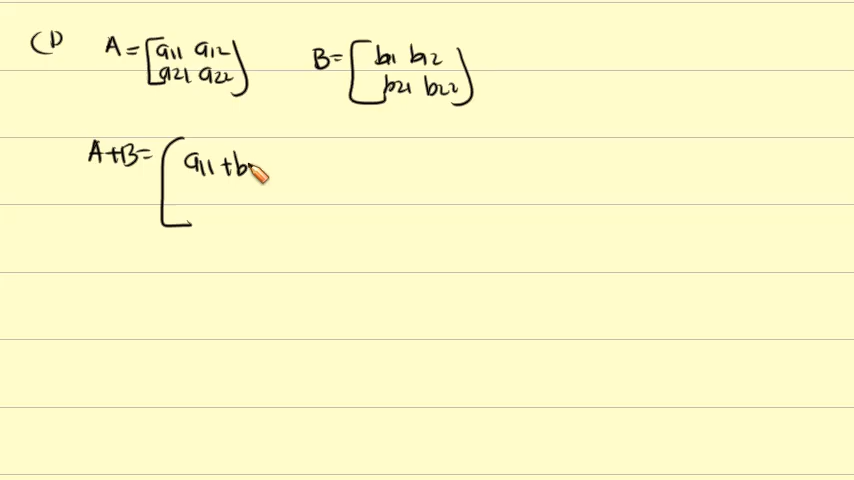 (1) A = [a11 a12 B = [b11 b12
a21 a22] b21 b22]
A+B = [a11 + b